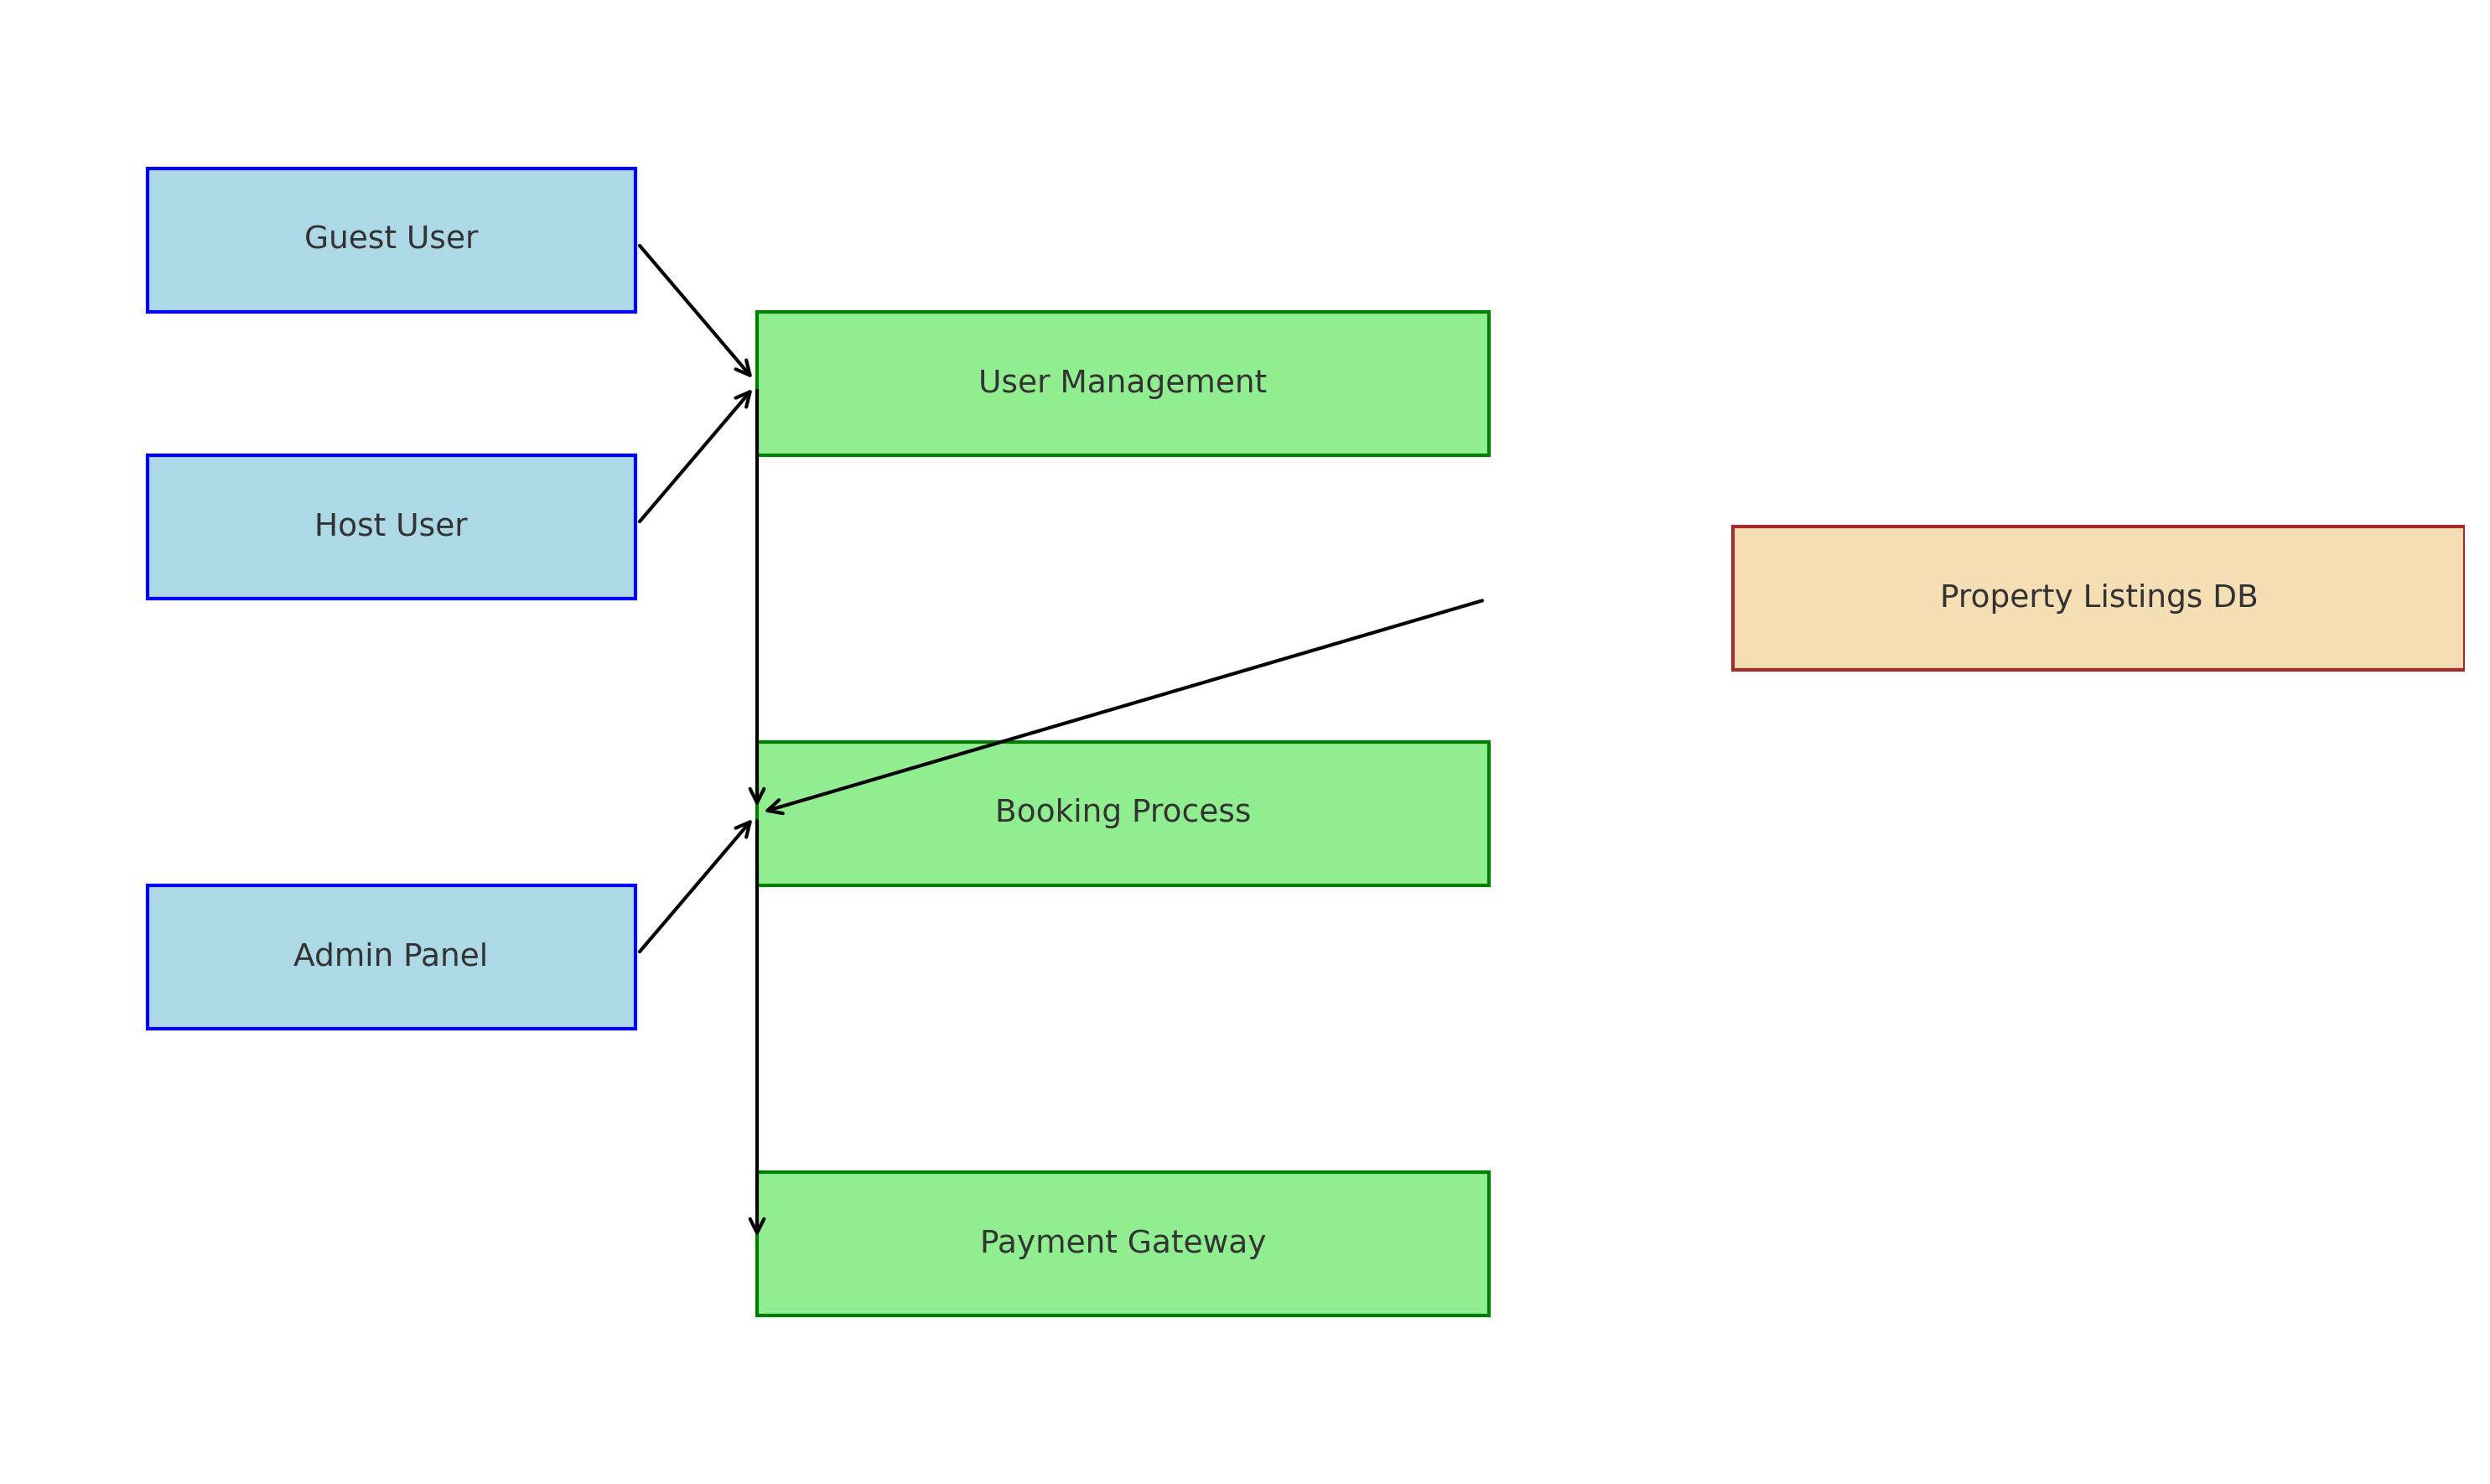 Guest User
User Management
Host User
Property Listings DB
Booking Process
Admin Panel
Payment Gateway